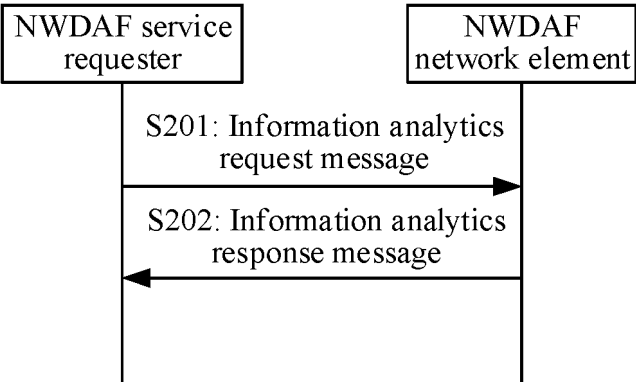 NWDAF service
requester
NWDAF
network element
S201: Information analytics
request message
S202: Information analytics
response message